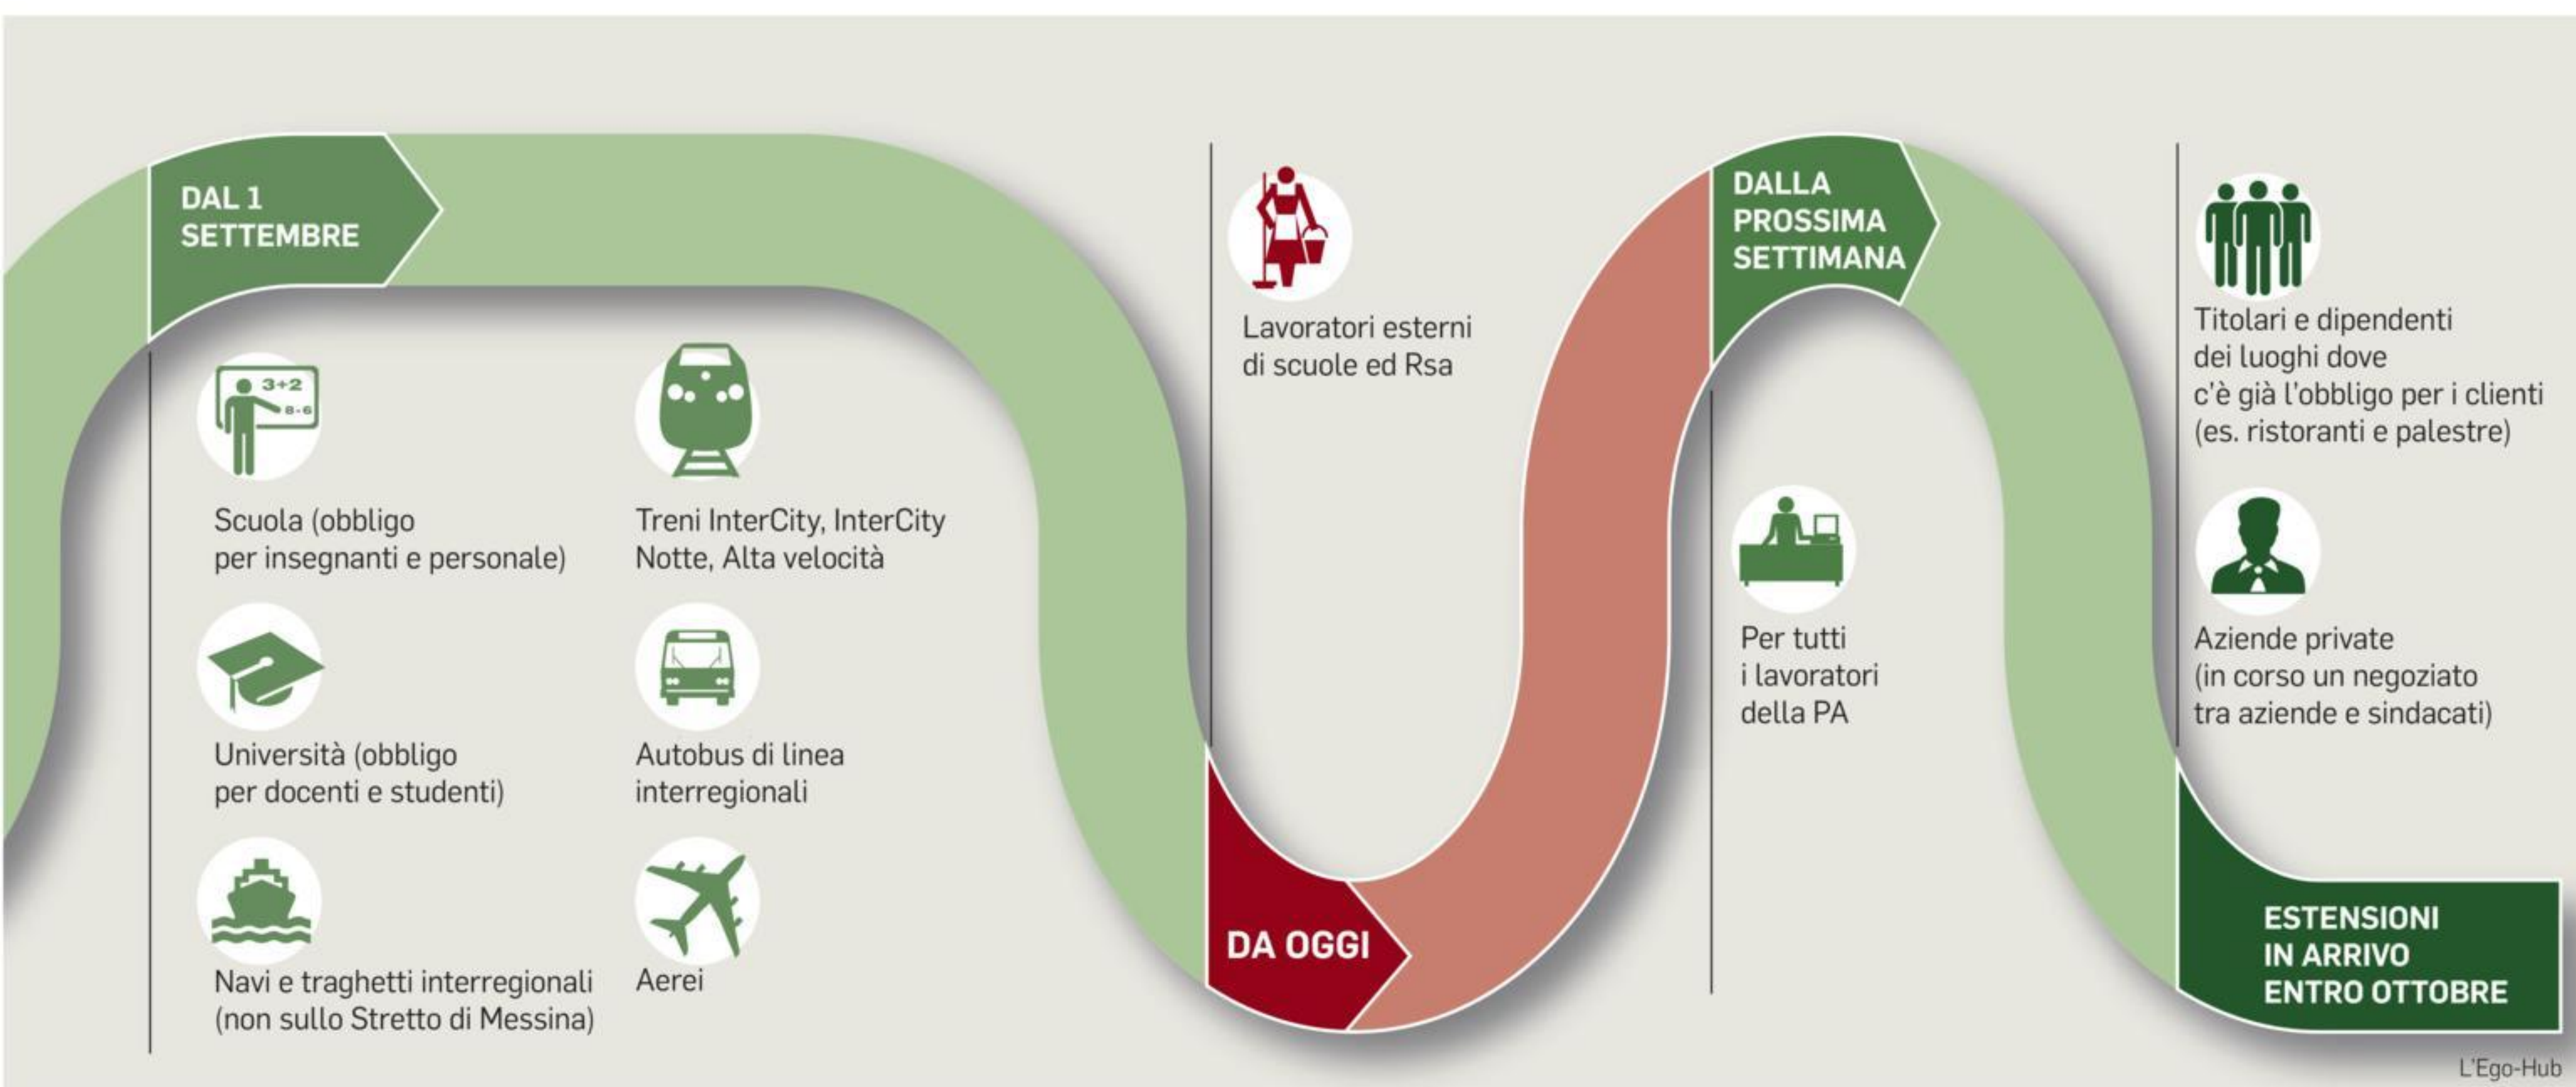 DAL 1
SETTEMBRE
3+2
8-6
Scuola (obbligo
per insegnanti e personale)
Treni InterCity, InterCity
Notte, Alta velocità
Università (obbligo
per docenti e studenti)
Autobus di linea
interregionali
Navi e traghetti interregionali
(non sullo Stretto di Messina)
Aerei
Lavoratori esterni
di scuole ed Rsa
DA OGGI
DALLA
PROSSIMA
SETTIMANA
Per tutti
i lavoratori
della PA
Titolari e dipendenti
dei luoghi dove
c'è già l'obbligo per i clienti
(es. ristoranti e palestre)
Aziende private
(in corso un negoziato
tra aziende e sindacati)
ESTENSIONI
IN ARRIVO
ENTRO OTTOBRE
L'Ego-Hub